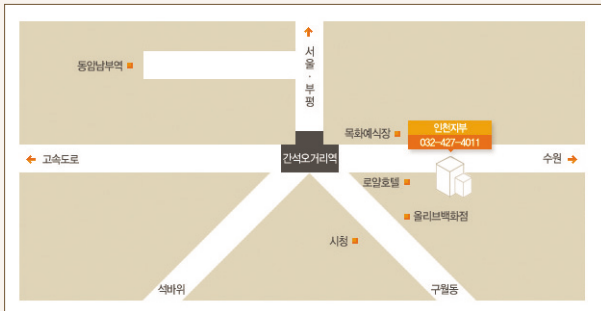 서울·부평
동암남부역
목화예식장
인천지부
032-427-4011
고속도로
간석오거리역
수원
로얄호텔
올리브백화점
시청
석바위
구월동